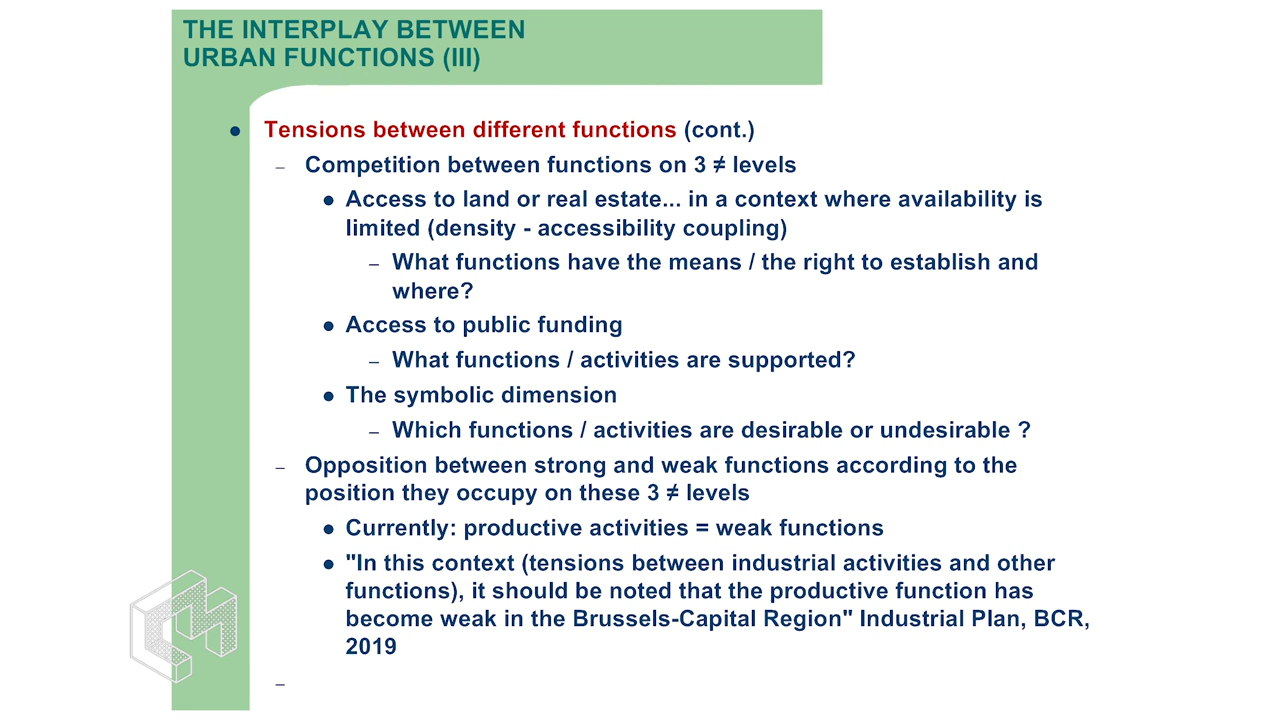 THE INTERPLAY BETWEEN
URBAN FUNCTIONS (III)
● Tensions between different functions (cont.)
– Competition between functions on 3 ≠ levels
● Access to land or real estate... in a context where availability is
limited (density - accessibility coupling)
– What functions have the means / the right to establish and
where?
● Access to public funding
– What functions / activities are supported?
● The symbolic dimension
– Which functions / activities are desirable or undesirable ?
– Opposition between strong and weak functions according to the
position they occupy on these 3 ≠ levels
● Currently: productive activities = weak functions
● "In this context (tensions between industrial activities and other
functions), it should be noted that the productive function has
become weak in the Brussels-Capital Region" Industrial Plan, BCR,
2019
–